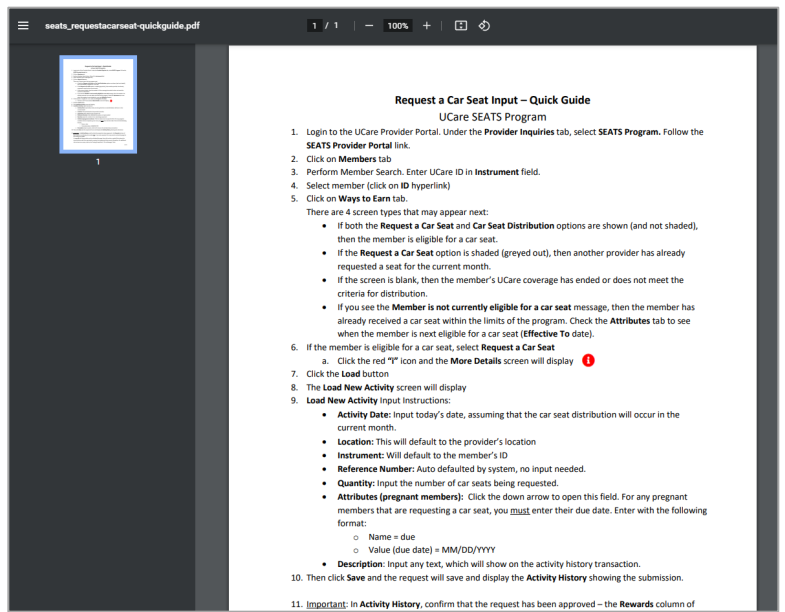 seats_requestacarseat-quickguide.pdf
1 / 1
100%
1
Request a Car Seat Input – Quick Guide
UCare SEATS Program
1. Login to the UCare Provider Portal. Under the Provider Inquiries tab, select SEATS Program. Follow the
SEATS Provider Portal link.
2. Click on Members tab
3. Perform Member Search. Enter UCare ID in Instrument field.
4. Select member (click on ID hyperlink)
5. Click on Ways to Earn tab.
There are 4 screen types that may appear next:
• If both the Request a Car Seat and Car Seat Distribution options are shown (and not shaded),
then the member is eligible for a car seat.
• If the Request a Car Seat option is shaded (greyed out), then another provider has already
requested a seat for the current month.
• If the screen is blank, then the member's UCare coverage has ended or does not meet the
criteria for distribution.
• If you see the Member is not currently eligible for a car seat message, then the member has
already received a car seat within the limits of the program. Check the Attributes tab to see
when the member is next eligible for a car seat (Effective To date).
6. If the member is eligible for a car seat, select Request a Car Seat
a. Click the red "i" icon and the More Details screen will display
7. Click the Load button
8. The Load New Activity screen will display
9. Load New Activity Input Instructions:
• Activity Date: Input today's date, assuming that the car seat distribution will occur in the
current month.
• Location: This will default to the provider's location
• Instrument: Will default to the member's ID
• Reference Number: Auto defaulted by system, no input needed.
• Quantity: Input the number of car seats being requested.
• Attributes (pregnant members): Click the down arrow to open this field. For any pregnant
members that are requesting a car seat, you must enter their due date. Enter with the following
format:
o Name = due
o Value (due date) = MM/DD/YYYY
• Description: Input any text, which will show on the activity history transaction.
10. Then click Save and the request will save and display the Activity History showing the submission.
11. Important: In Activity History, confirm that the request has been approved – the Rewards column of